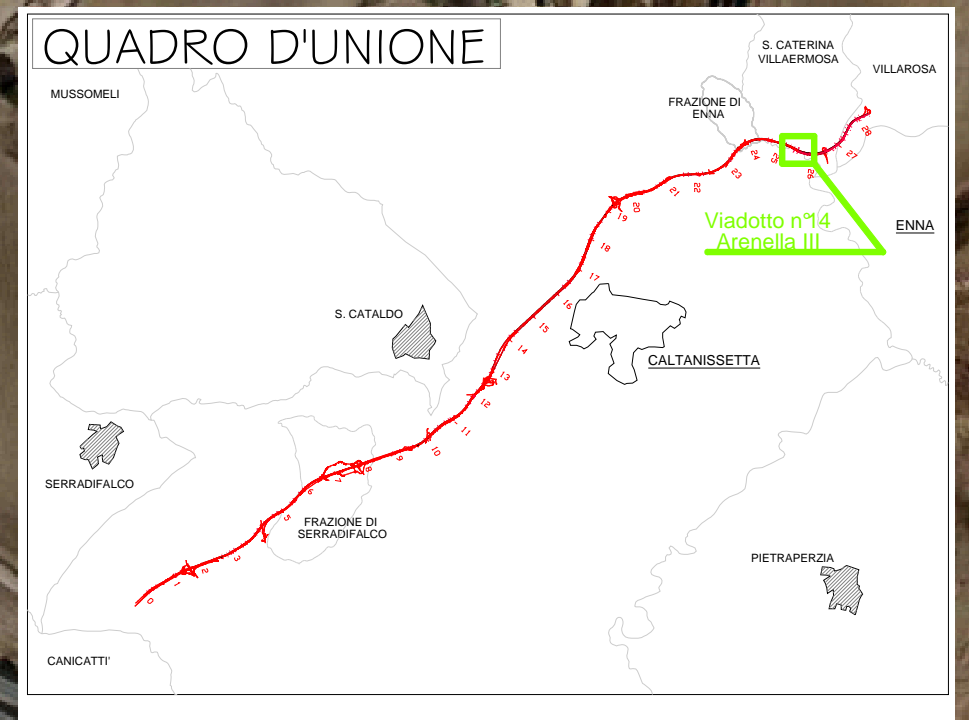 QUADRO D'UNIONE
S. CATERINA
VILLAERMOSA
VILLAROSA
MUSSOMELI
FRAZIONE DI
ENNA
28
27
26
25
24
23
22
21
20
19
Viadotto n°14
Arenella III
ENNA
18
17
16
S. CATALDO
15
14
CALTANISSETTA
13
12
11
10
9
8
7
6
SERRADIFALCO
5
FRAZIONE DI
SERRADIFALCO
3
PIETRAPERZIA
2
1
0
CANICATTI'